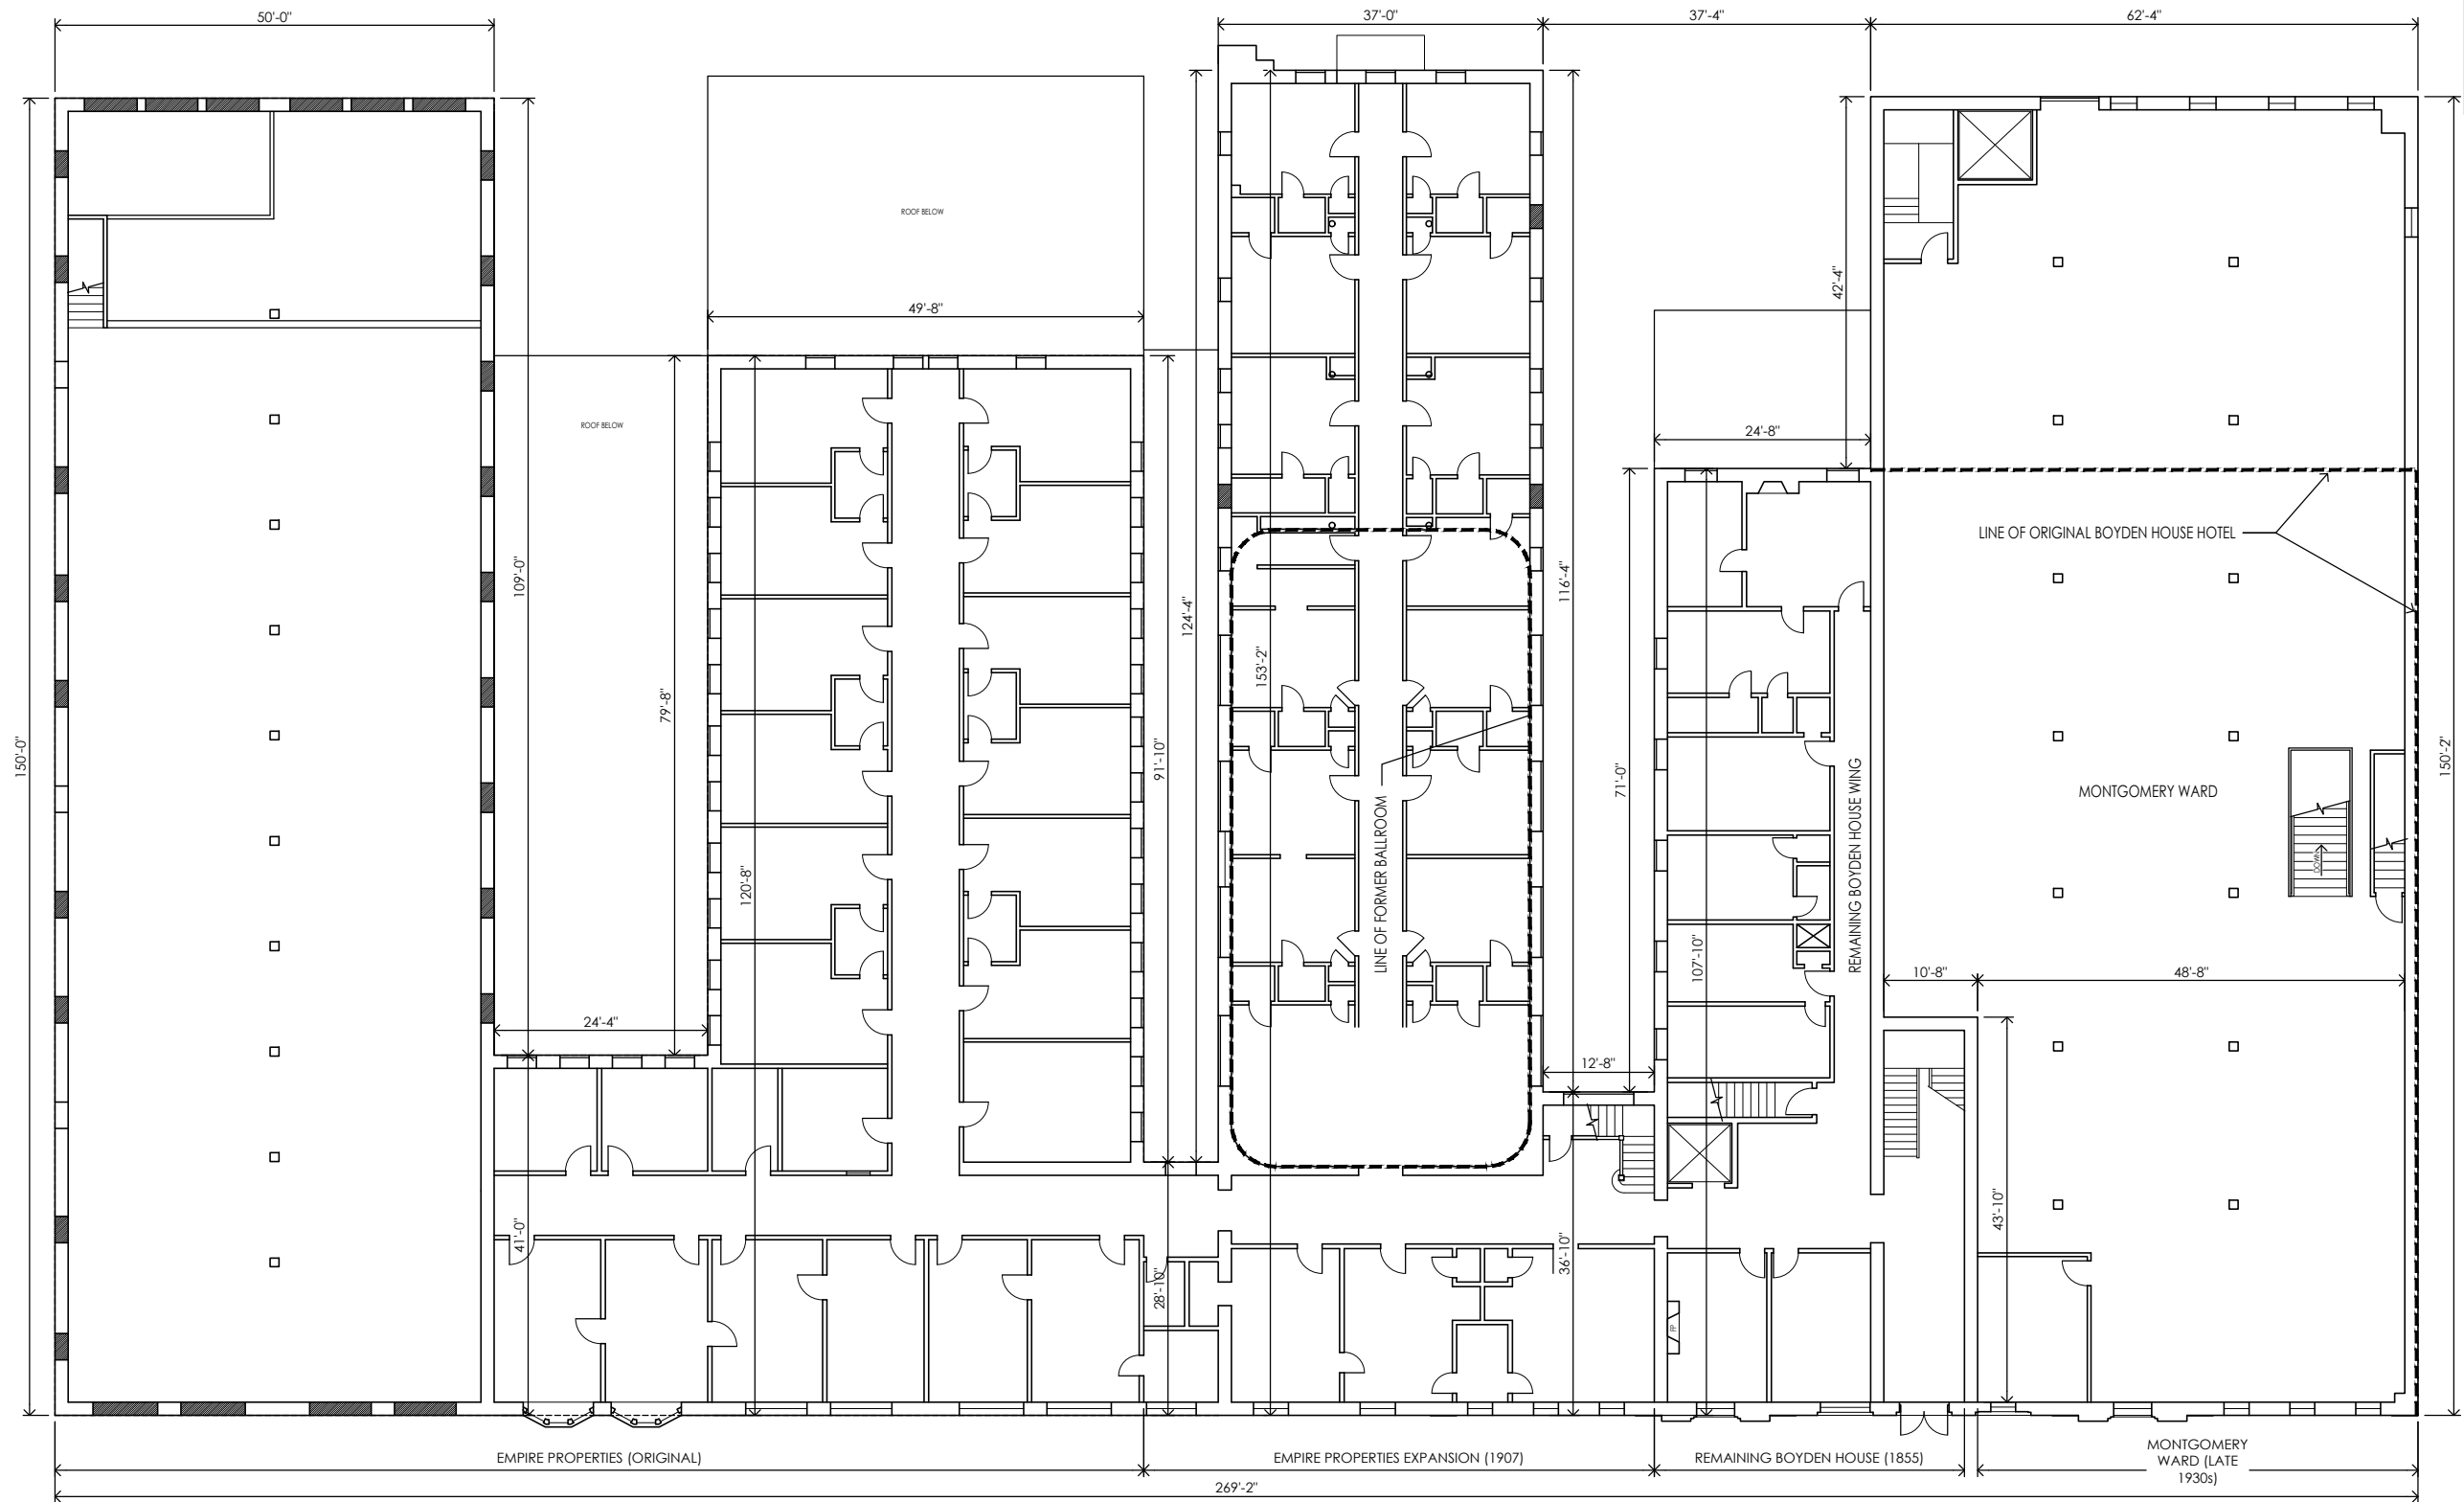 50'-0"
37'-0"
37'-4"
62'-4"
ROOF BELOW
49'-8"
42'-4"
ROOF BELOW
24'-8"
LINE OF ORIGINAL BOYDEN HOUSE HOTEL
109'-0"
116'-4"
124'-4"
153'-2"
79'-8"
150'-0"
91'-10"
71'-0"
150'-2"
MONTGOMERY WARD
REMAINING BOYDEN HOUSE WING
LINE OF FORMER BALLROOM
DOWN
120'-8"
107'-10"
10'-8"
48'-8"
24'-4"
12'-8"
43'-10"
41'-0"
36'-10"
28'-10"
FP
EMPIRE PROPERTIES (ORIGINAL)
EMPIRE PROPERTIES EXPANSION (1907)
REMAINING BOYDEN HOUSE (1855)
MONTGOMERY
WARD (LATE
1930s)
269'-2"